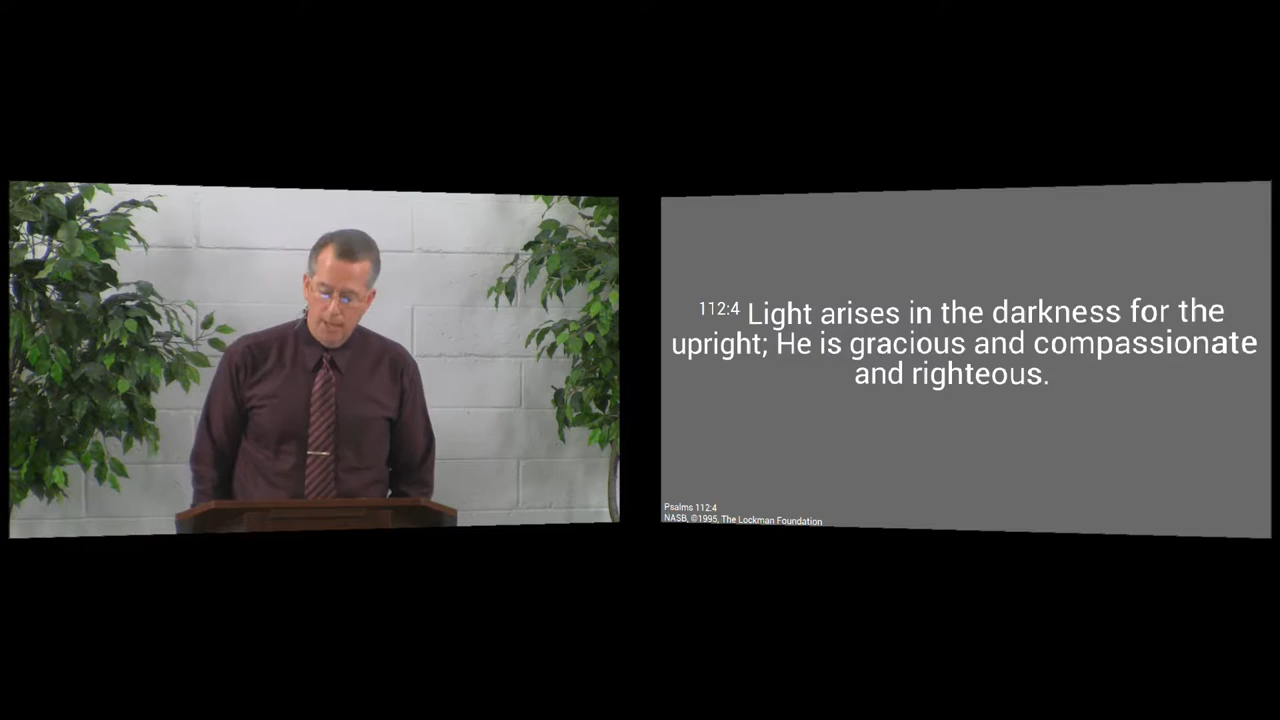 112:4 Light arises in the darkness for the
upright; He is gracious and compassionate
and righteous.
Psalms 112:4
NASB, ©1995, The Lockman Foundation